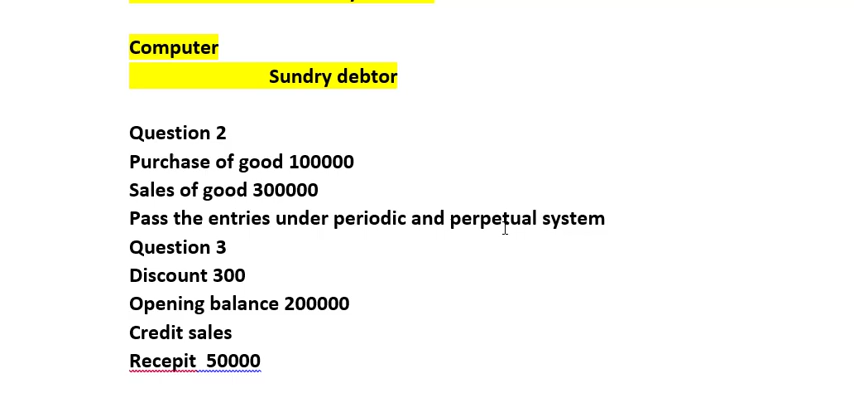 Computer
Sundry debtor
Question 2
Purchase of good 100000
Sales of good 300000
Pass the entries under periodic and perpetual system
Question 3
Discount 300
Opening balance 200000
Credit sales
Recepit  50000